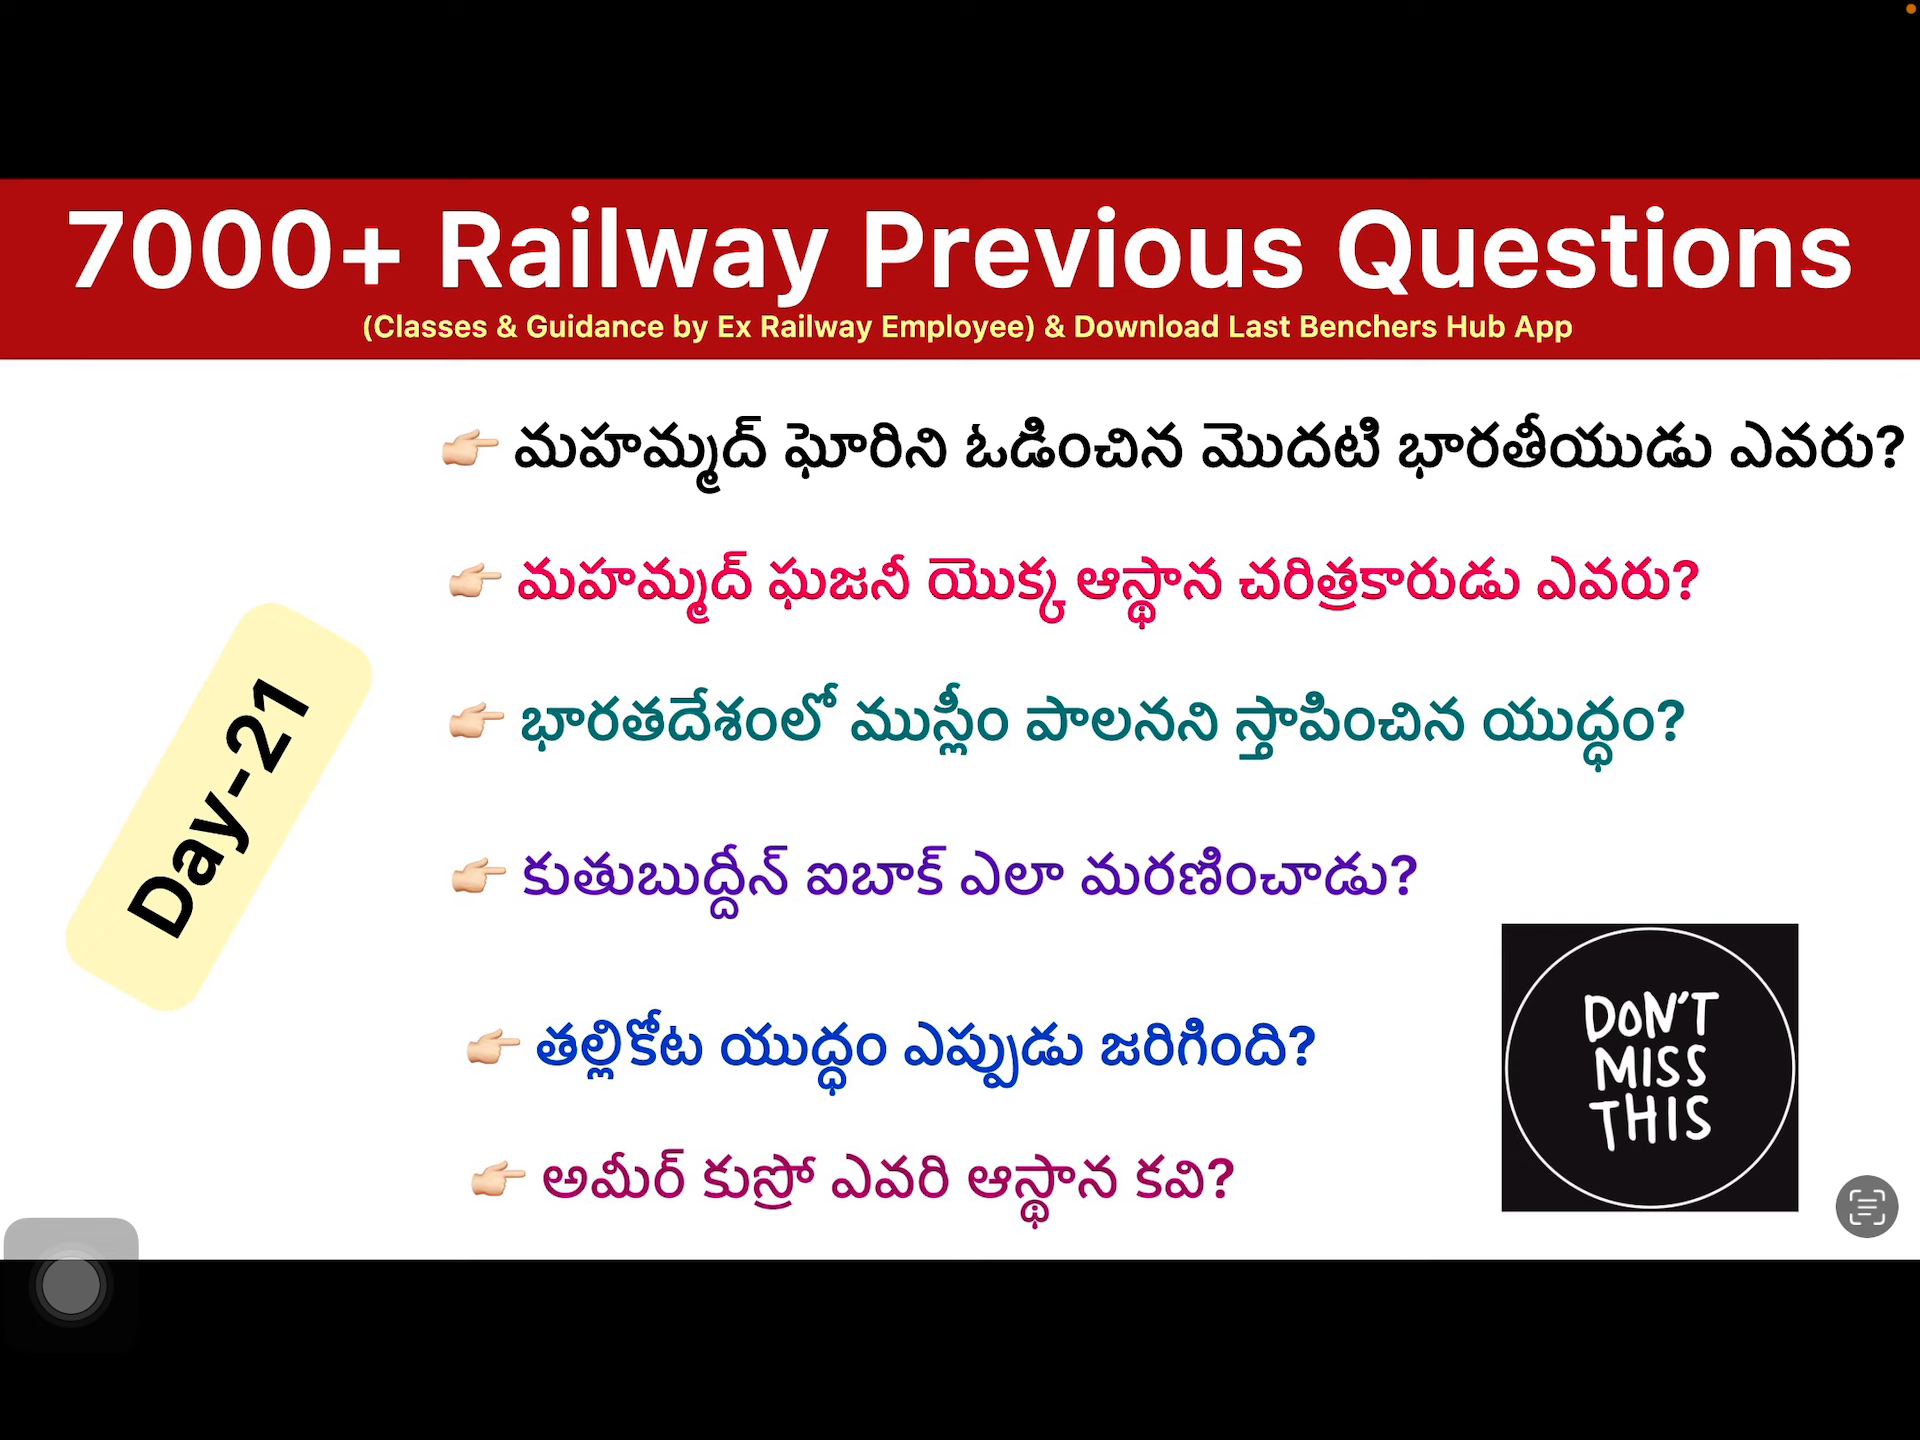 7000+ Railway Previous Questions
(Classes & Guidance by Ex Railway Employee) & Download Last Benchers Hub App
👉🏻 మహమ్మద్ ఘోరిని ఓడించిన మొదటి భారతీయుడు ఎవరు?
👉🏻 మహమ్మద్ ఘజనీ యొక్క ఆస్థాన చరిత్రకారుడు ఎవరు?
👉🏻 భారతదేశంలో ముస్లీం పాలనని స్తాపించిన యుద్ధం?
Day-21
👉🏻 కుతుబుద్దీన్ ఐబాక్ ఎలా మరణించాడు?
👉🏻 తల్లికోట యుద్ధం ఎప్పుడు జరిగింది?
👉🏻 అమీర్ కుస్రో ఎవరి ఆస్థాన కవి?
DON'T
MISS
THIS